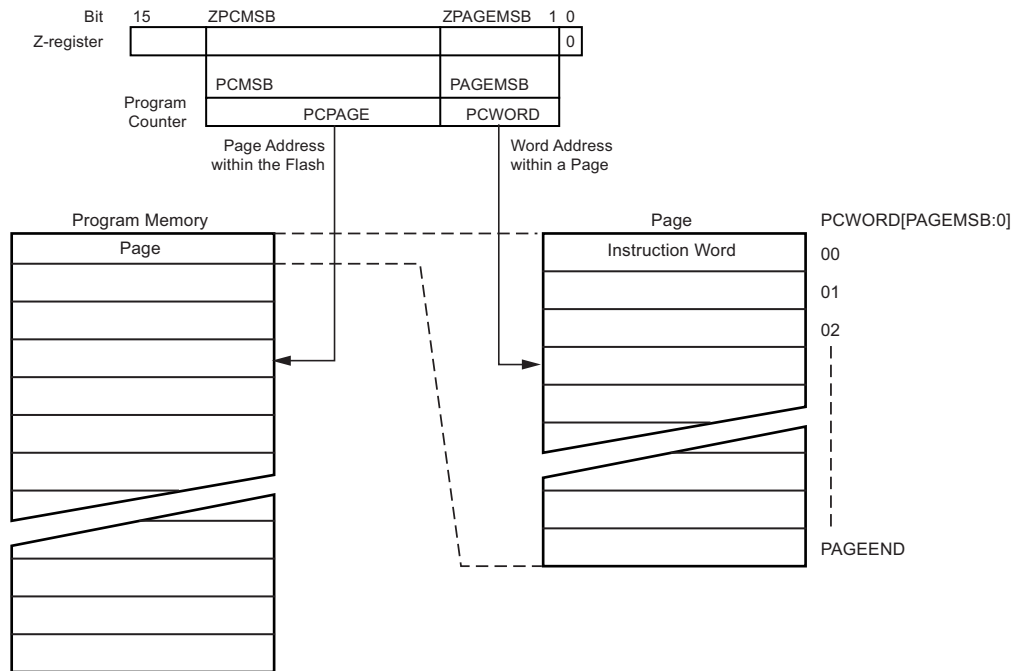 Bit 15 ZPCMSB ZPAGEMSB 1 0
Z-register 0
PCMSB PAGEMSB
Program
Counter
PCPAGE PCWORD
Page Address
within the Flash
Word Address
within a Page
Program Memory
Page
Page
PCWORD[PAGEMSB:0]
Instruction Word
00
01
02
PAGEEND